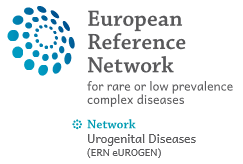 European
Reference
Network
for rare or low prevalence
complex diseases
Network
Urogenital Diseases
(ERN eUROGEN)